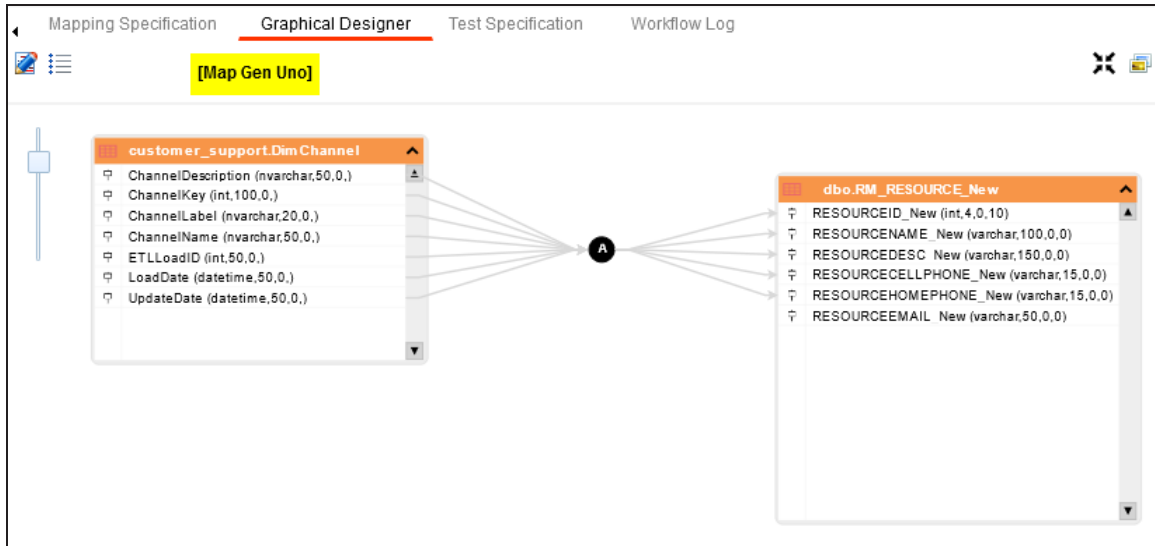 Mapping Specification Graphical Designer Test Specification Workflow Log
[Map Gen Uno]
customer_support.DimChannel
ChannelDescription (nvarchar,50,0,)
ChannelKey (int,100,0,)
ChannelLabel (nvarchar,20,0,)
ChannelName (nvarchar,50,0,)
ETLLoadID (int,50,0,)
LoadDate (datetime,50,0,)
UpdateDate (datetime,50,0,)
A
dbo.RM_RESOURCE_New
RESOURCEID_New (int,4,0,10)
RESOURCENAME_New (varchar,100,0,0)
RESOURCEDESC_New (varchar,150,0,0)
RESOURCECELLPHONE_New (varchar,15,0,0)
RESOURCEHOMEPHONE_New (varchar,15,0,0)
RESOURCEEMAIL_New (varchar,50,0,0)